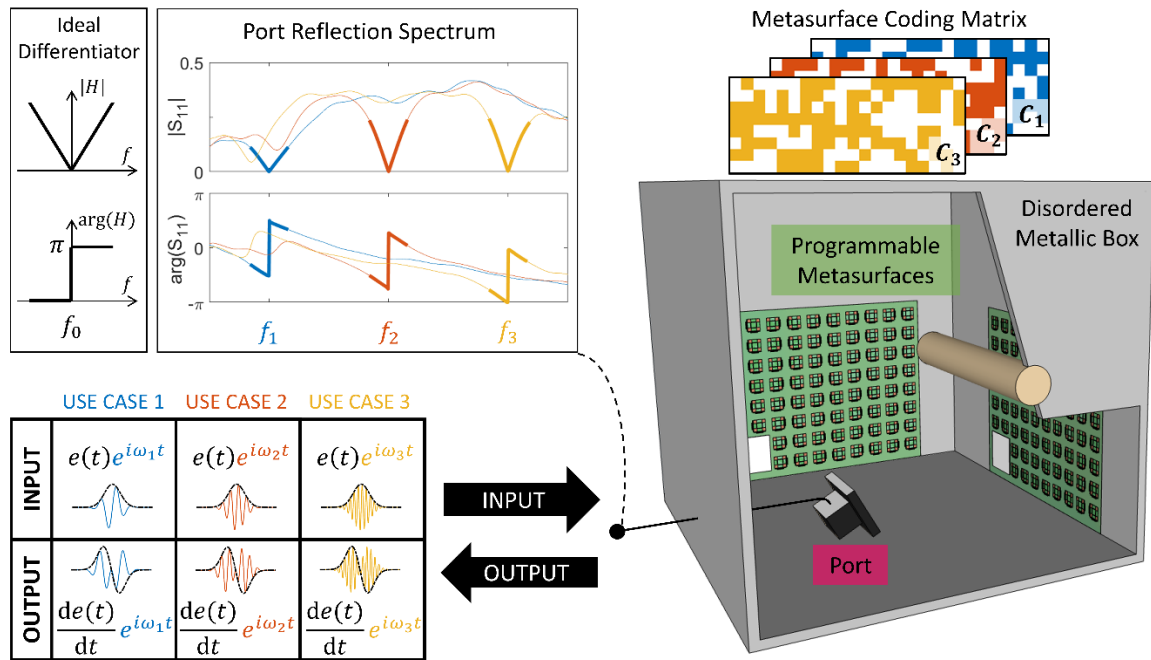 Ideal
Differentiator
|H|
f
arg(H)
π
f
f₀
Port Reflection Spectrum
0.5
|S₁₁|
0
π
arg(S₁₁)
0
-π
f₁
f₂
f₃
Metasurface Coding Matrix
C₁
C₂
C₃
Disordered
Metallic Box
Programmable
Metasurfaces
Port
USE CASE 1
USE CASE 2
USE CASE 3
INPUT
e(t)e^{iω₁t}
e(t)e^{iω₂t}
e(t)e^{iω₃t}
OUTPUT
de(t)/dt e^{iω₁t}
de(t)/dt e^{iω₂t}
de(t)/dt e^{iω₃t}
INPUT
OUTPUT